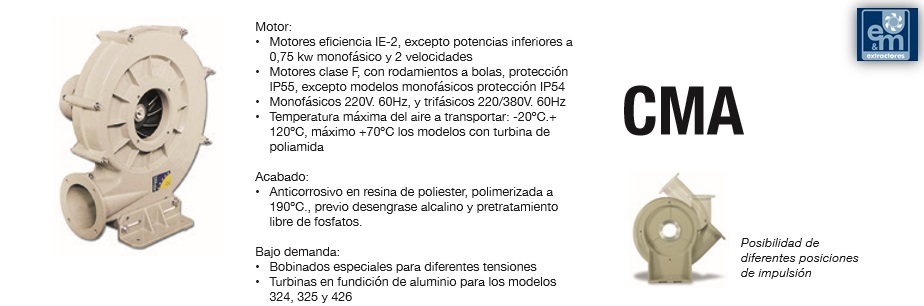 Motor:
• Motores eficiencia IE-2, excepto potencias inferiores a
0,75 kw monofásico y 2 velocidades
• Motores clase F, con rodamientos a bolas, protección
IP55, excepto modelos monofásicos protección IP54
• Monofásicos 220V. 60Hz, y trifásicos 220/380V. 60Hz
• Temperatura máxima del aire a transportar: -20ºC.+
120ºC, máximo +70ºC los modelos con turbina de
poliamida
Acabado:
• Anticorrosivo en resina de poliester, polimerizada a
190ºC., previo desengrase alcalino y pretratamiento
libre de fosfatos.
Bajo demanda:
• Bobinados especiales para diferentes tensiones
• Turbinas en fundición de aluminio para los modelos
324, 325 y 426
e&m
extractores
CMA
Posibilidad de
diferentes posiciones
de impulsión